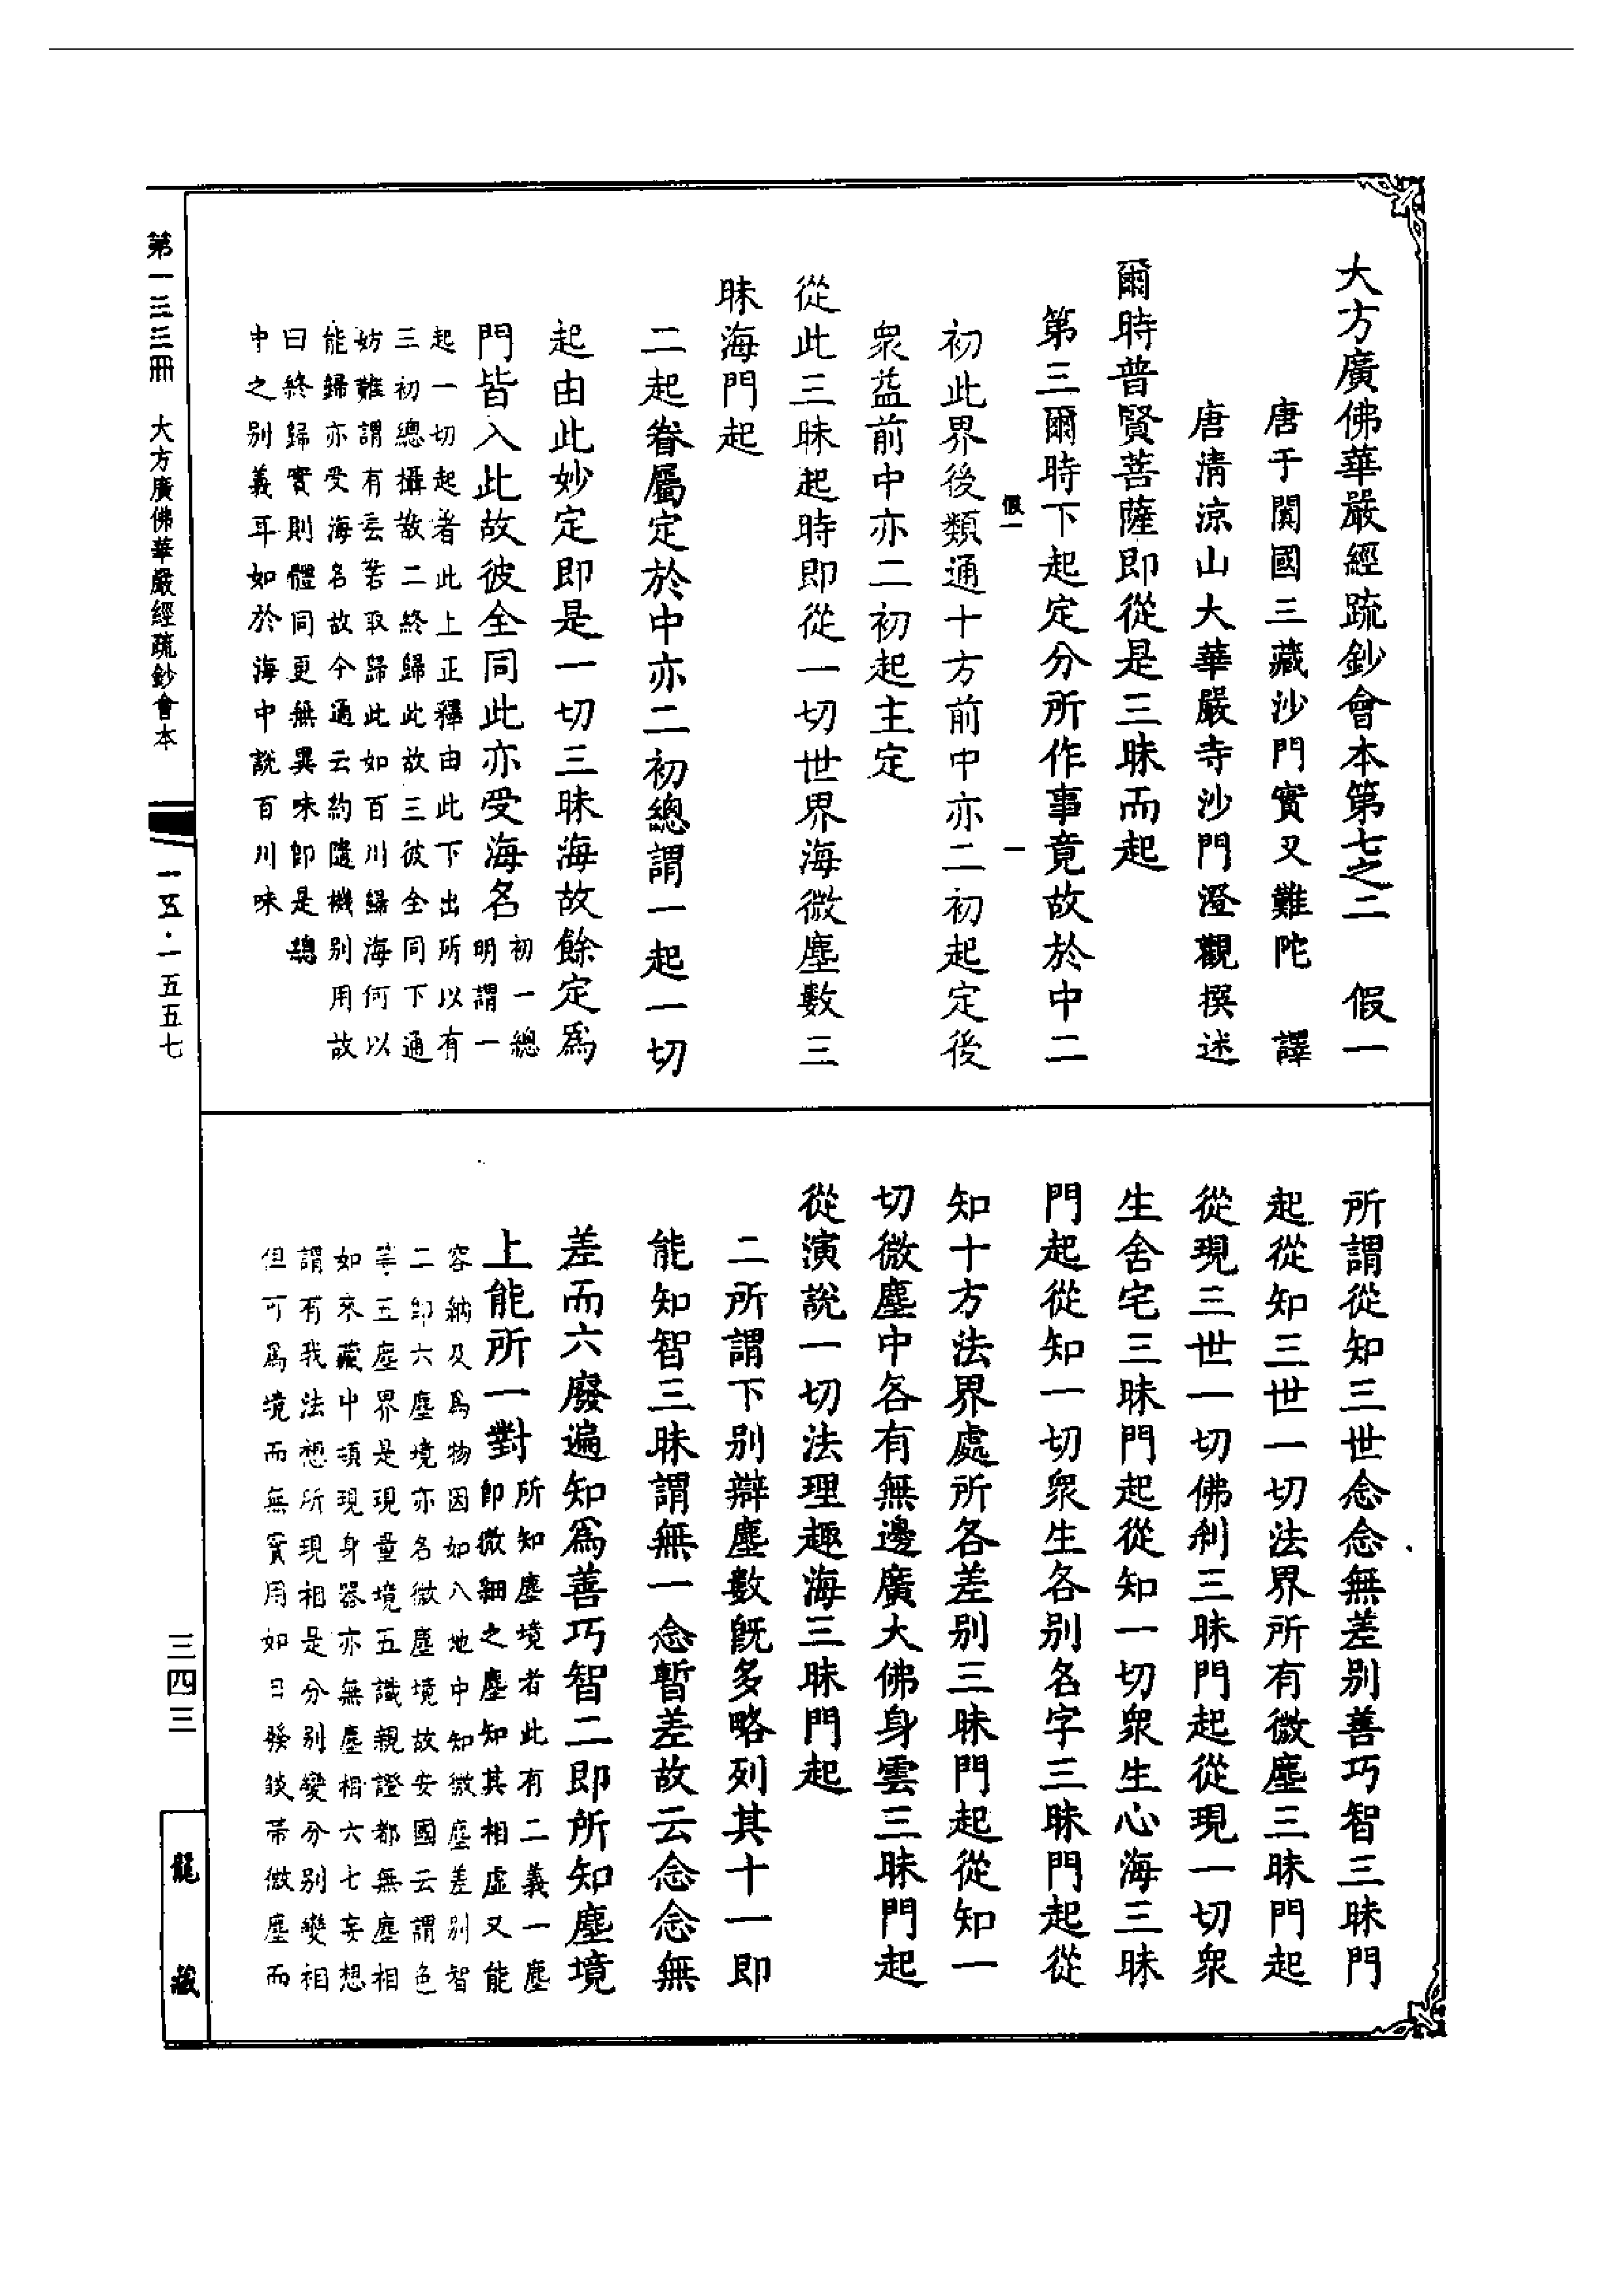 大方廣佛華嚴經疏鈔會本第七之二　假一
唐于闐國三藏沙門實叉難陀　譯
唐清涼山大華嚴寺沙門澄觀撰述
爾時普賢菩薩即從是三昧而起
第三爾時下起定分所作事竟故於中二
假一　一
初此界後類通十方前中亦二初起定後
衆益前中亦二初起主定
從此三昧起時即從一切世界海微塵數三
昧海門起
二起眷屬定於中亦二初總謂一起一切
起由此妙定即是一切三昧海故餘定爲
門皆入此故彼全同此亦受海名
初一總
明謂一
起一切起者此上正釋由此下出所以有
三初總攝故二終歸此故三彼全同下通
妨難謂有丢若取歸此如百川歸海何以
能歸亦受海名故今通云約隨機別用故
曰終歸實則體同更無異味即是總
中之別義耳如於海中說百川味
所謂從知三世念念無差別善巧智三昧門
起從知三世一切法界所有微塵三昧門起
從現三世一切佛刹三昧門起從現一切衆
生舍宅三昧門起從知一切衆生心海三昧
門起從知一切衆生各別名字三昧門起從
知十方法界處所各差別三昧門起從知一
切微塵中各有無邊廣大佛身雲三昧門起
從演說一切法理趣海三昧門起
二所謂下別辯塵數旣多略列其十一即
能知智三昧謂無一念暫差故云念念無
差而六廢遍知爲善巧智二即所知塵境
上能所一對
所知塵境者此有二義一塵
即微細之塵知其相虛又能
容納及爲物因如八地中知微塵差別智
二即六塵境亦名微塵境故安國云謂色
等五塵界是現量境五識親證都無塵相
如來藏中頓現身器亦無塵相六七妄想
謂有我法想所現相是分別變分別變相
但可爲境而無實用如日發燄帶微塵而
第一三三冊　大方廣佛華嚴經疏鈔會本
一五·一五五七
三四三
龍藏